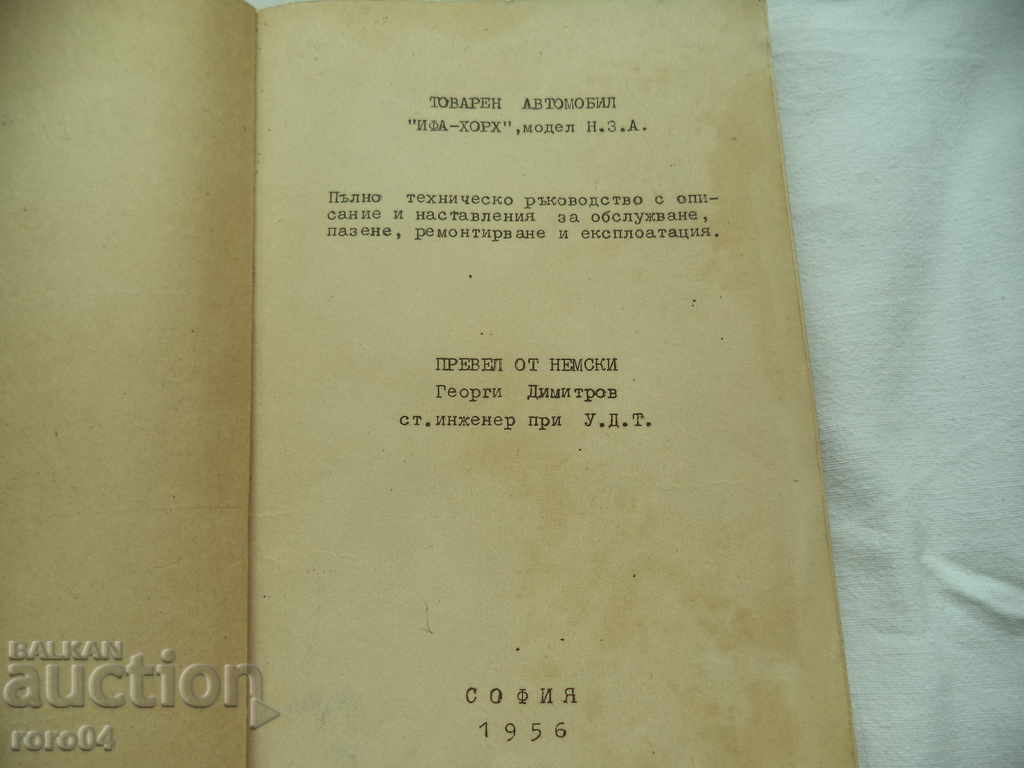 ТОВАРЕН АВТОМОБИЛ
"ИФА-ХОРХ",модел Н.З.А.
Пълно техническо ръководство с опи-
сание и наставления за обслужване,
пазене, ремонтирване и експлоатация.
ПРЕВЕЛ ОТ НЕМСКИ
Георги Димитров
ст.инженер при У.Д.Т.
СОФИЯ
1956
BALKAN
auction
roro04